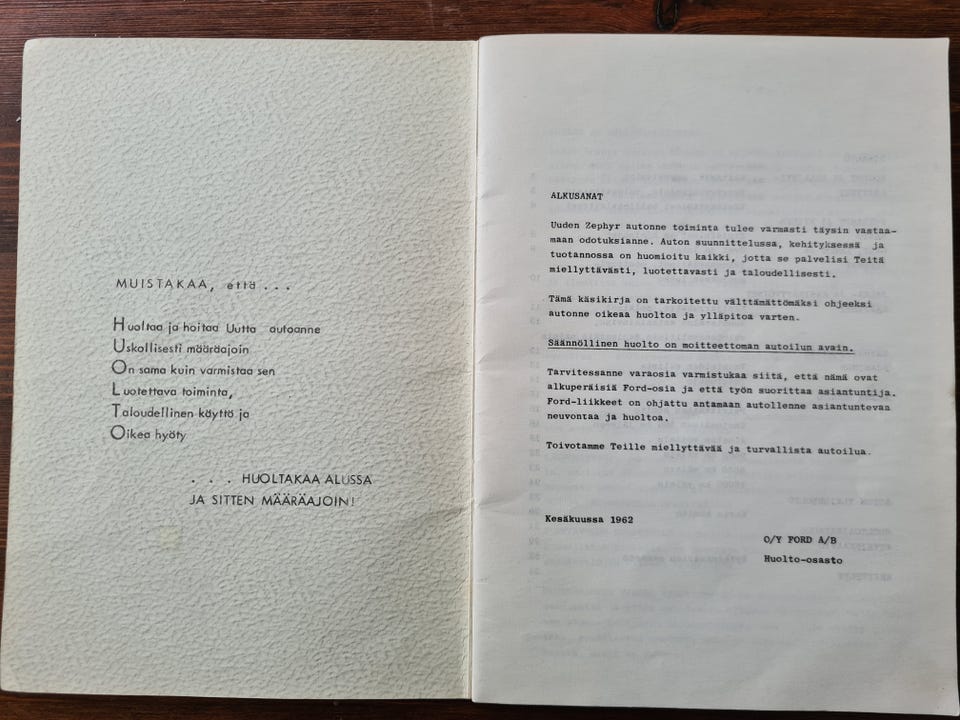 MUISTAKAA, että . . .
Huoltaa ja hoitaa Uutta autoanne
Uskollisesti määräajoin
On sama kuin varmistaa sen
Luotettava toiminta,
Taloudellinen käyttö ja
Oikea hyöty
. . . HUOLTAKAA ALUSSA
JA SITTEN MÄÄRÄAJOIN!
ALKUSANAT
Uuden Zephyr autonne toiminta tulee varmasti täysin vastaa-
maan odotuksianne. Auton suunnittelussa, kehityksessä ja
tuotannossa on huomioitu kaikki, jotta se palvelisi Teitä
miellyttävästi, luotettavasti ja taloudellisesti.
Tämä käsikirja on tarkoitettu välttämättömäksi ohjeeksi
autonne oikeaa huoltoa ja ylläpitoa varten.
Säännöllinen huolto on moitteettoman autoilun avain.
Tarvitessanne varaosia varmistukaa siitä, että nämä ovat
alkuperäisiä Ford-osia ja että työn suorittaa asiantuntija.
Ford-liikkeet on ohjattu antamaan autollenne asiantuntevan
neuvontaa ja huoltoa.
Toivotamme Teille miellyttävää ja turvallista autoilua.
Kesäkuussa 1962
O/Y FORD A/B
Huolto-osasto